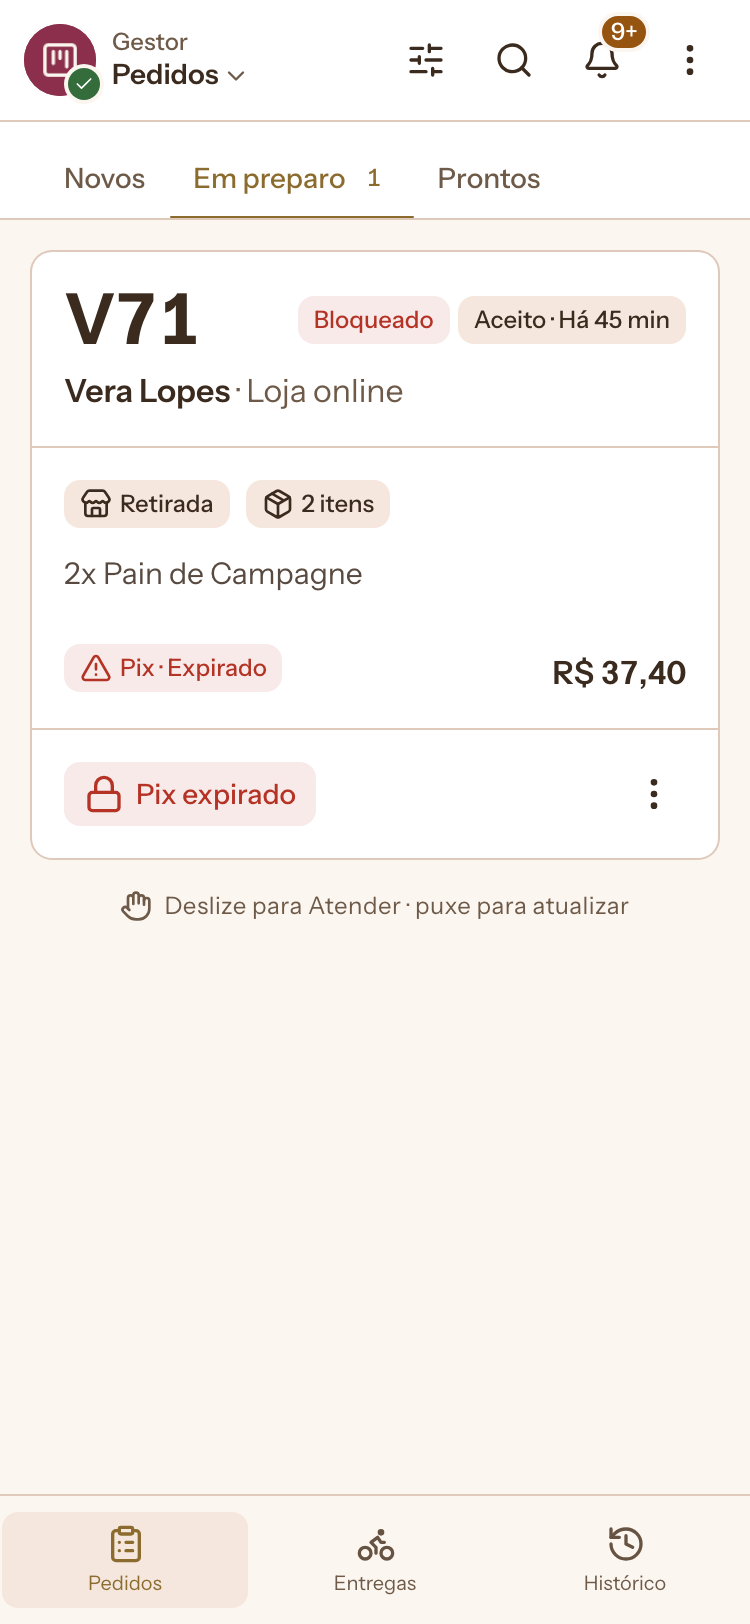 Gestor
Pedidos
9+
Novos
Em preparo 1
Prontos
V71
Bloqueado
Aceito · Há 45 min
Vera Lopes · Loja online
Retirada
2 itens
2x Pain de Campagne
Pix · Expirado
R$ 37,40
Pix expirado
Deslize para Atender · puxe para atualizar
Pedidos
Entregas
Histórico